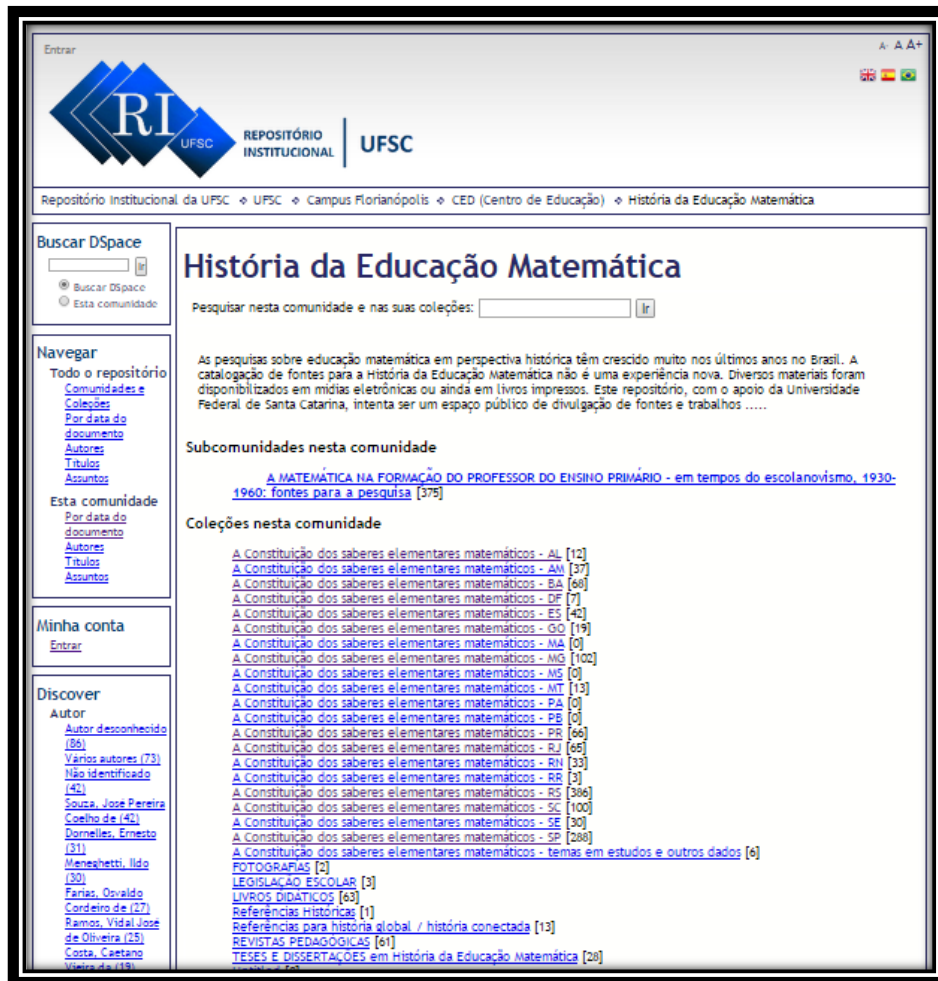 Entrar
A- A A+
RI
UFSC
REPOSITÓRIO
INSTITUCIONAL
UFSC
Repositório Institucional da UFSC ❖ UFSC ❖ Campus Florianópolis ❖ CED (Centro de Educação) ❖ História da Educação Matemática
Buscar DSpace
Ir
Buscar DSpace
Esta comunidade
Navegar
Todo o repositório
Comunidades e
Coleções
Por data do
documento
Autores
Títulos
Assuntos
Esta comunidade
Por data do
documento
Autores
Títulos
Assuntos
Minha conta
Entrar
Discover
Autor
Autor desconhecido
(86)
Vários autores (73)
Não identificado
(42)
Souza, José Pereira
Coelho de (42)
Dornelles, Ernesto
(31)
Meneghetti, Ildo
(30)
Farias, Osvaldo
Cordeiro de (27)
Ramos, Vidal José
de Oliveira (25)
Costa, Caetano
Vieira da (19)
História da Educação Matemática
Pesquisar nesta comunidade e nas suas coleções: Ir
As pesquisas sobre educação matemática em perspectiva histórica têm crescido muito nos últimos anos no Brasil. A
catalogação de fontes para a História da Educação Matemática não é uma experiência nova. Diversos materiais foram
disponibilizados em mídias eletrônicas ou ainda em livros impressos. Este repositório, com o apoio da Universidade
Federal de Santa Catarina, intenta ser um espaço público de divulgação de fontes e trabalhos .....
Subcomunidades nesta comunidade
A MATEMÁTICA NA FORMAÇÃO DO PROFESSOR DO ENSINO PRIMÁRIO - em tempos do escolanovismo, 1930-
1960: fontes para a pesquisa [375]
Coleções nesta comunidade
A Constituição dos saberes elementares matemáticos - AL [12]
A Constituição dos saberes elementares matemáticos - AM [37]
A Constituição dos saberes elementares matemáticos - BA [68]
A Constituição dos saberes elementares matemáticos - DF [7]
A Constituição dos saberes elementares matemáticos - ES [42]
A Constituição dos saberes elementares matemáticos - GO [19]
A Constituição dos saberes elementares matemáticos - MA [0]
A Constituição dos saberes elementares matemáticos - MG [102]
A Constituição dos saberes elementares matemáticos - MS [0]
A Constituição dos saberes elementares matemáticos - MT [13]
A Constituição dos saberes elementares matemáticos - PA [0]
A Constituição dos saberes elementares matemáticos - PB [0]
A Constituição dos saberes elementares matemáticos - PR [66]
A Constituição dos saberes elementares matemáticos - RJ [65]
A Constituição dos saberes elementares matemáticos - RN [33]
A Constituição dos saberes elementares matemáticos - RR [3]
A Constituição dos saberes elementares matemáticos - RS [386]
A Constituição dos saberes elementares matemáticos - SC [100]
A Constituição dos saberes elementares matemáticos - SE [30]
A Constituição dos saberes elementares matemáticos - SP [288]
A Constituição dos saberes elementares matemáticos - temas em estudos e outros dados [6]
FOTOGRAFIAS [2]
LEGISLAÇÃO ESCOLAR [3]
LIVROS DIDÁTICOS [63]
Referências Históricas [1]
Referências para história global / história conectada [13]
REVISTAS PEDAGÓGICAS [61]
TESES E DISSERTAÇÕES em História da Educação Matemática [28]